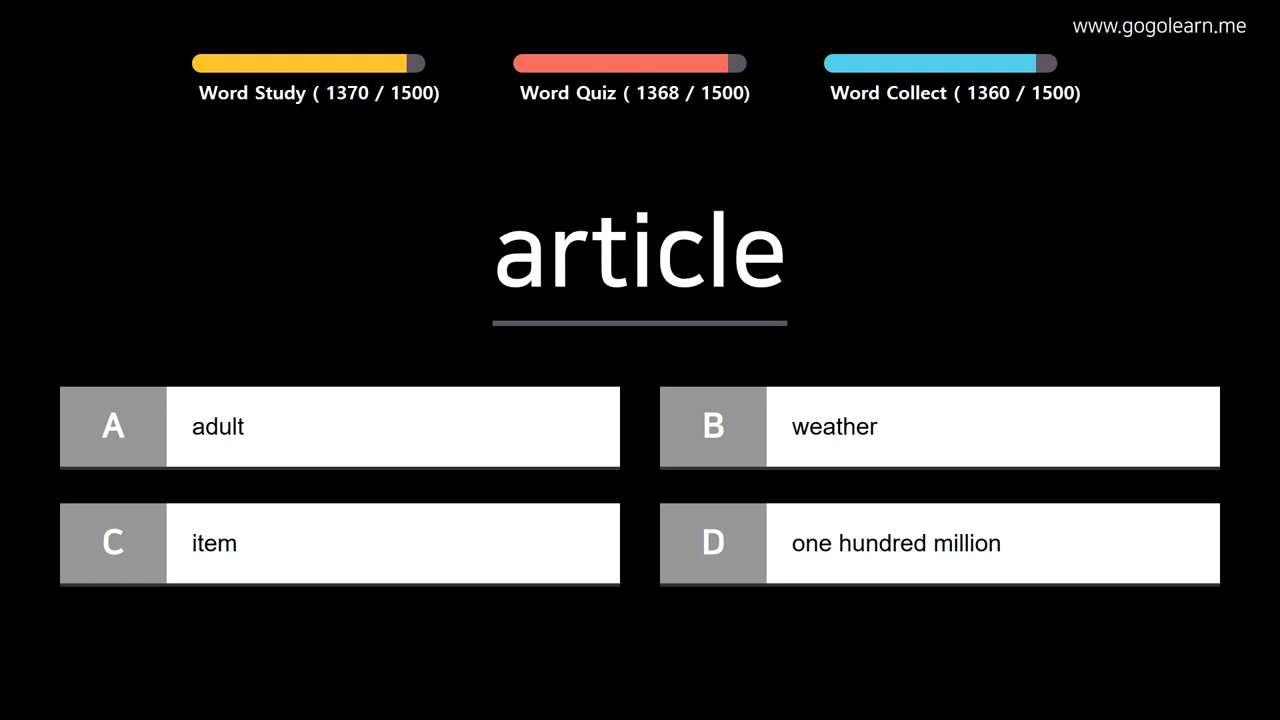 www.gogolearn.me
Word Study ( 1370 / 1500)
Word Quiz ( 1368 / 1500)
Word Collect ( 1360 / 1500)
article
A adult
B weather
C item
D one hundred million